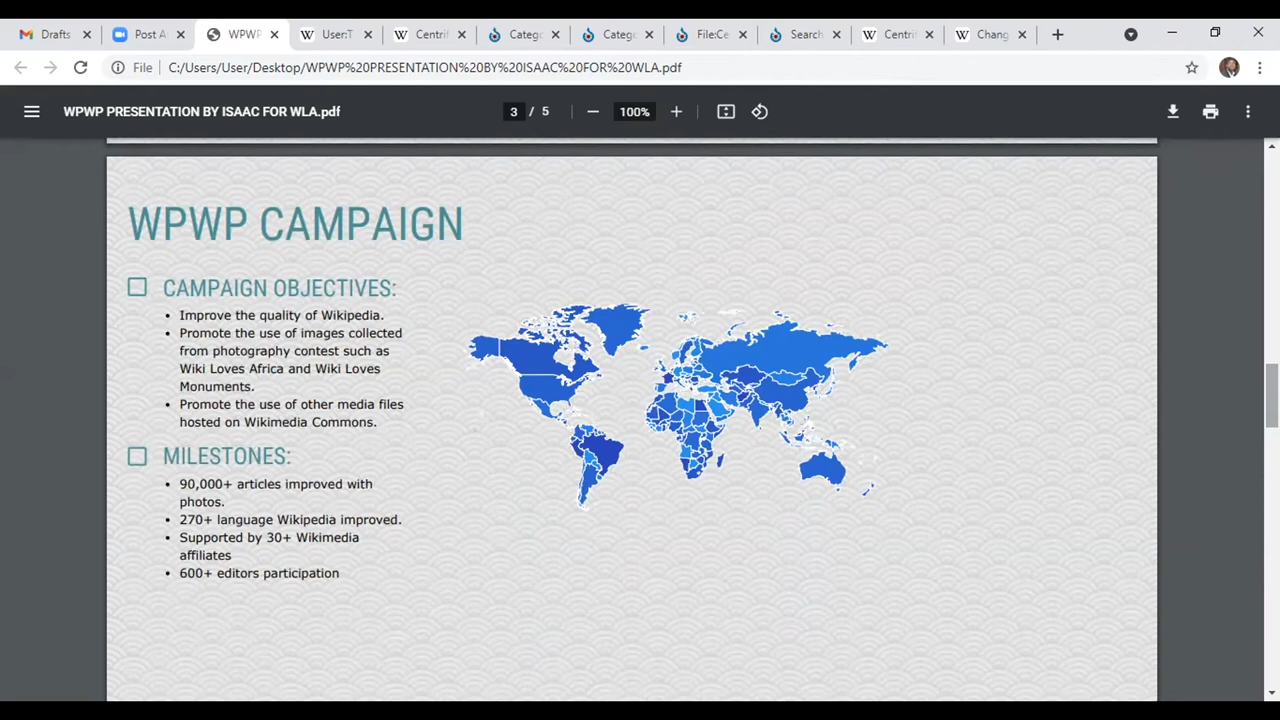 Drafts
Post A
WPWP
User:T
Centrif
Catego
Catego
File:Ce
Search
Centrif
Chang
File
C:/Users/User/Desktop/WPWP%20PRESENTATION%20BY%20ISAAC%20FOR%20WLA.pdf
WPWP PRESENTATION BY ISAAC FOR WLA.pdf
3 / 5
100%
WPWP CAMPAIGN
CAMPAIGN OBJECTIVES:
• Improve the quality of Wikipedia.
• Promote the use of images collected
from photography contest such as
Wiki Loves Africa and Wiki Loves
Monuments.
• Promote the use of other media files
hosted on Wikimedia Commons.
MILESTONES:
• 90,000+ articles improved with
photos.
• 270+ language Wikipedia improved.
• Supported by 30+ Wikimedia
affiliates
• 600+ editors participation